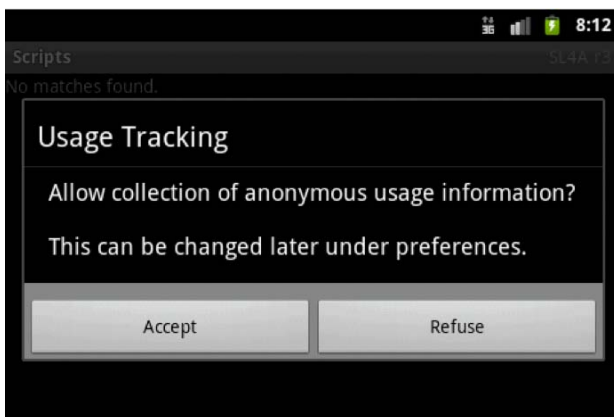 3G 8:12
Scripts SL4A r3
No matches found.
Usage Tracking
Allow collection of anonymous usage information?
This can be changed later under preferences.
Accept Refuse